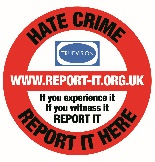 HATE CRIME
TRUEVISION
WWW.REPORT-IT.ORG.UK
If you experience it
If you witness it
REPORT IT
REPORT IT HERE